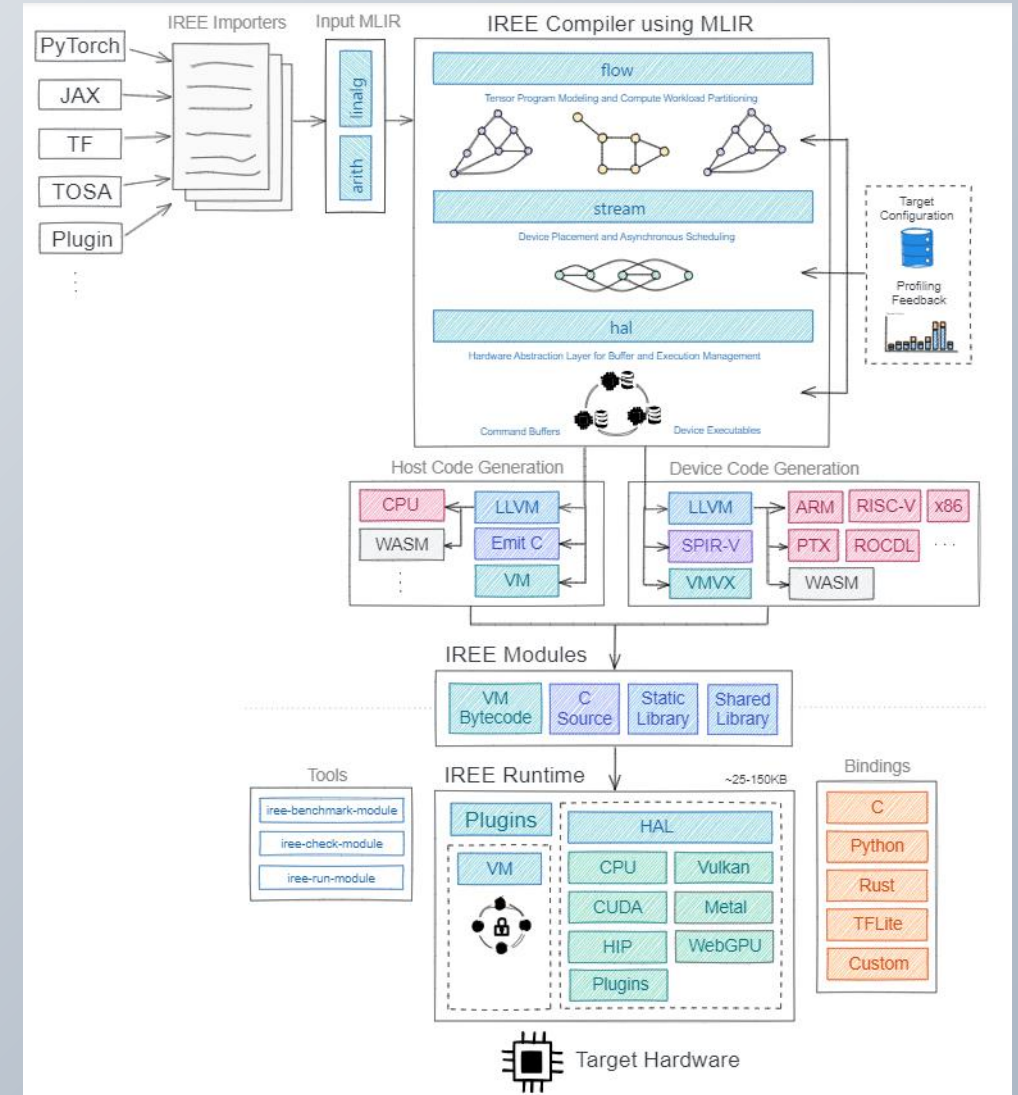 IREE Importers
Input MLIR
IREE Compiler using MLIR
PyTorch
JAX
TF
TOSA
Plugin
linalg
arith
flow
Tensor Program Modeling and Compute Workload Partitioning
stream
Device Placement and Asynchronous Scheduling
hal
Hardware Abstraction Layer for Buffer and Execution Management
Command Buffers
Device Executables
Target
Configuration
Profiling
Feedback
Host Code Generation
CPU
LLVM
WASM
Emit C
VM
Device Code Generation
LLVM
ARM
RISC-V
x86
SPIR-V
PTX
ROCDL
...
VMVX
WASM
IREE Modules
VM
Bytecode
C
Source
Static
Library
Shared
Library
Tools
iree-benchmark-module
iree-check-module
iree-run-module
IREE Runtime
~25-150KB
Plugins
VM
HAL
CPU
Vulkan
CUDA
Metal
HIP
WebGPU
Plugins
Bindings
C
Python
Rust
TFLite
Custom
Target Hardware